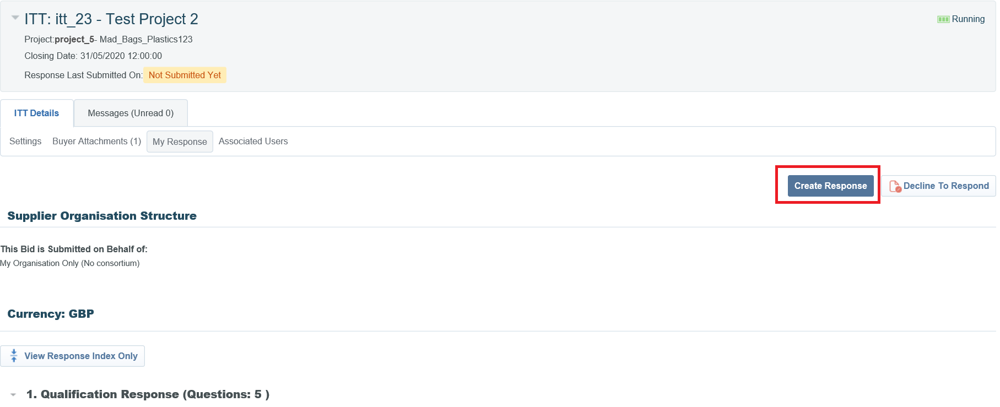 ITT: itt_23 - Test Project 2
Running
Project:project_5- Mad_Bags_Plastics123
Closing Date: 31/05/2020 12:00:00
Response Last Submitted On: Not Submitted Yet
ITT Details
Messages (Unread 0)
Settings
Buyer Attachments (1)
My Response
Associated Users
Create Response
Decline To Respond
Supplier Organisation Structure
This Bid is Submitted on Behalf of:
My Organisation Only (No consortium)
Currency: GBP
View Response Index Only
1. Qualification Response (Questions: 5 )